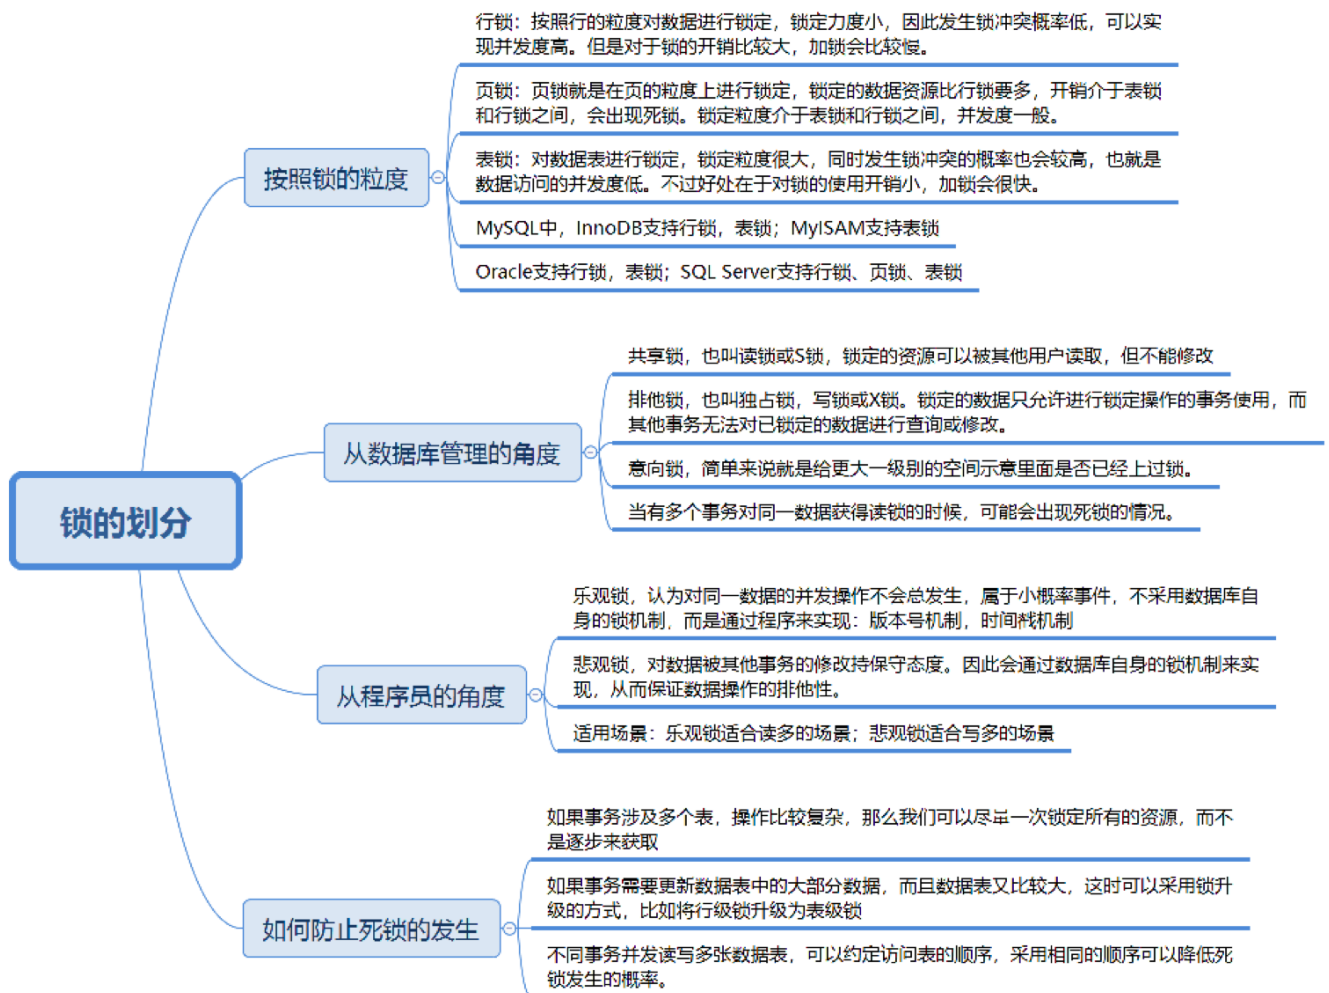 行锁：按照行的粒度对数据进行锁定，锁定力度小，因此发生锁冲突概率低，可以实
现并发度高。但是对于锁的开销比较大，加锁会比较慢。
页锁：页锁就是在页的粒度上进行锁定，锁定的数据资源比行锁要多，开销介于表锁
和行锁之间，会出现死锁。锁定粒度介于表锁和行锁之间，并发度一般。
按照锁的粒度
表锁：对数据表进行锁定，锁定粒度很大，同时发生锁冲突的概率也会较高，也就是
数据访问的并发度低。不过好处在于对锁的使用开销小，加锁会很快。
MySQL中，InnoDB支持行锁，表锁；MyISAM支持表锁
Oracle支持行锁，表锁；SQL Server支持行锁、页锁、表锁
共享锁，也叫读锁或S锁，锁定的资源可以被其他用户读取，但不能修改
排他锁，也叫独占锁，写锁或X锁。锁定的数据只允许进行锁定操作的事务使用，而
其他事务无法对已锁定的数据进行查询或修改。
从数据库管理的角度
意向锁，简单来说就是给更大一级别的空间示意里面是否已经上过锁。
当有多个事务对同一数据获得读锁的时候，可能会出现死锁的情况。
锁的划分
乐观锁，认为对同一数据的并发操作不会总发生，属于小概率事件，不采用数据库自
身的锁机制，而是通过程序来实现：版本号机制，时间戳机制
从程序员的角度
悲观锁，对数据被其他事务的修改持保守态度。因此会通过数据库自身的锁机制来实
现，从而保证数据操作的排他性。
适用场景：乐观锁适合读多的场景；悲观锁适合写多的场景
如果事务涉及多个表，操作比较复杂，那么我们可以尽量一次锁定所有的资源，而不
是逐步来获取
如何防止死锁的发生
如果事务需要更新数据表中的大部分数据，而且数据表又比较大，这时可以采用锁升
级的方式，比如将行级锁升级为表级锁
不同事务并发读写多张数据表，可以约定访问表的顺序，采用相同的顺序可以降低死
锁发生的概率。